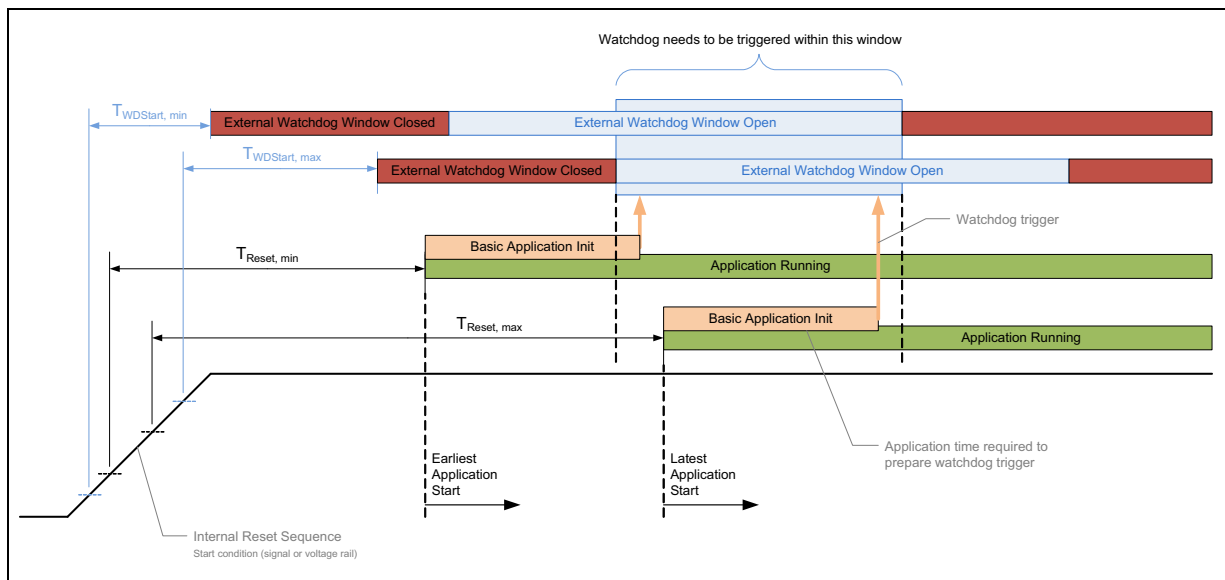 Watchdog needs to be triggered within this window
TWDStart, min
External Watchdog Window Closed
External Watchdog Window Open
TWDStart, max
External Watchdog Window Closed
External Watchdog Window Open
Watchdog trigger
Basic Application Init
TReset, min
Application Running
Basic Application Init
TReset, max
Application Running
Earliest
Application
Start
Latest
Application
Start
Application time required to
prepare watchdog trigger
Internal Reset Sequence
Start condition (signal or voltage rail)